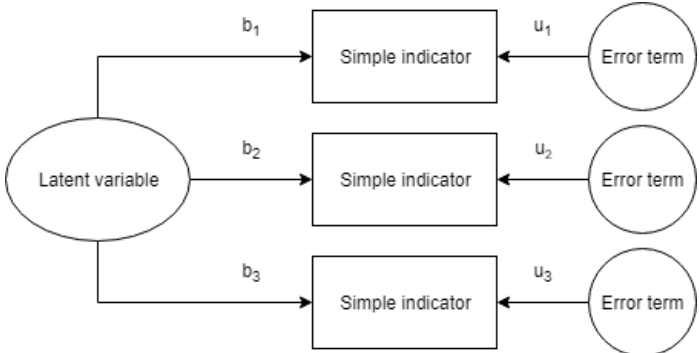 b₁
u₁
Simple indicator
Error term
b₂
u₂
Latent variable
Simple indicator
Error term
b₃
u₃
Simple indicator
Error term